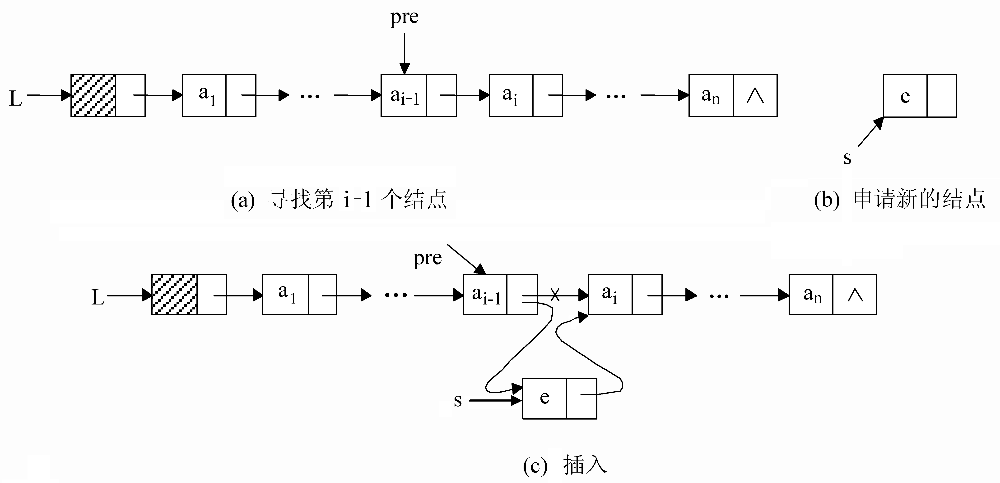 pre
L a₁ ... aᵢ₋₁ aᵢ ... aₙ ∧ e
s
(a) 寻找第 i-1 个结点 (b) 申请新的结点
pre
L a₁ ... aᵢ₋₁ aᵢ ... aₙ ∧
s e
(c) 插入